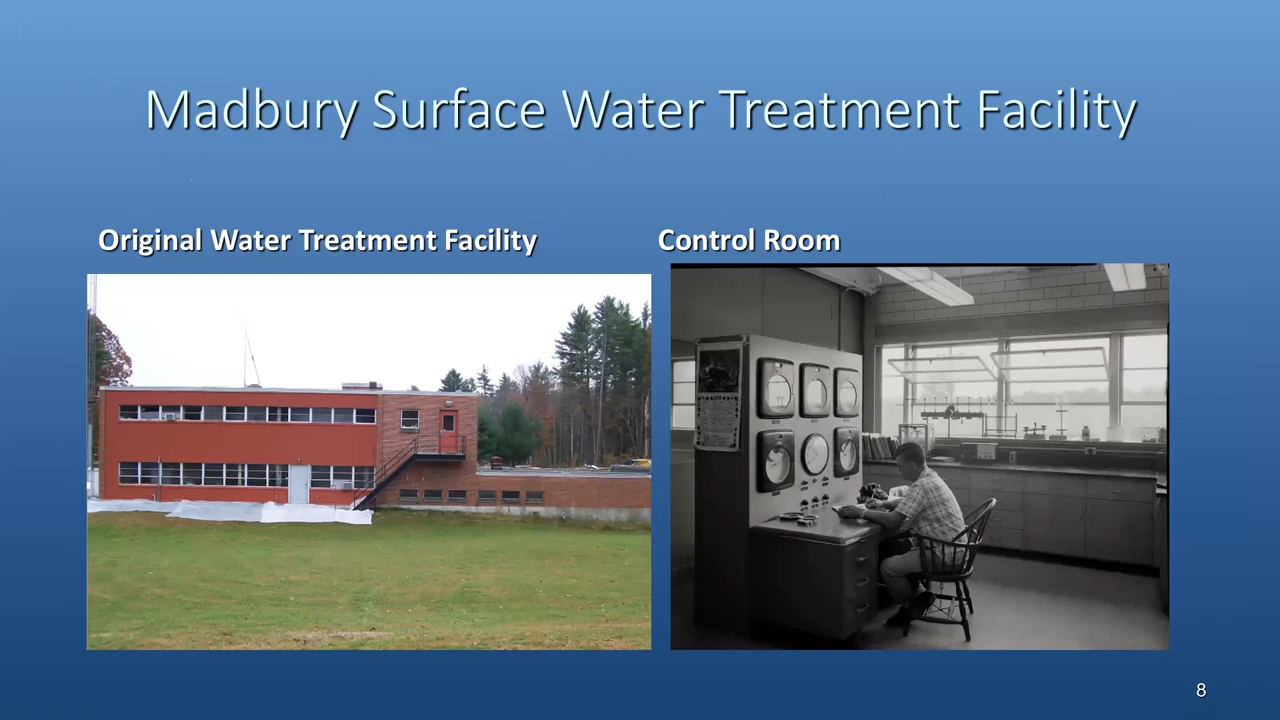 Madbury Surface Water Treatment Facility
Original Water Treatment Facility
Control Room
8